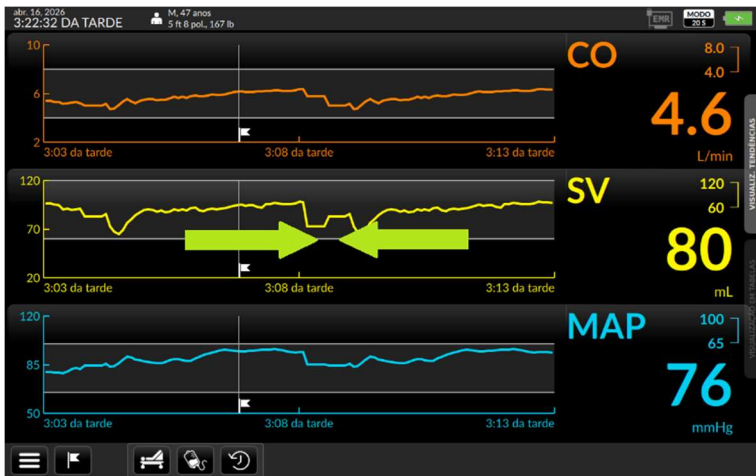 abr. 16, 2026
3:22:32 DA TARDE
M, 47 anos
5 ft 8 pol., 167 lb
EMR
MODO
20 S
10
6
2
3:03 da tarde
3:08 da tarde
3:13 da tarde
CO
8.0
4.0
4.6
L/min
120
70
20
3:03 da tarde
3:08 da tarde
3:13 da tarde
SV
120
60
80
mL
120
85
50
3:03 da tarde
3:08 da tarde
3:13 da tarde
MAP
100
65
76
mmHg
VISUALIZ. TENDÊNCIAS
VISUALIZAÇÃO EM TABELAS